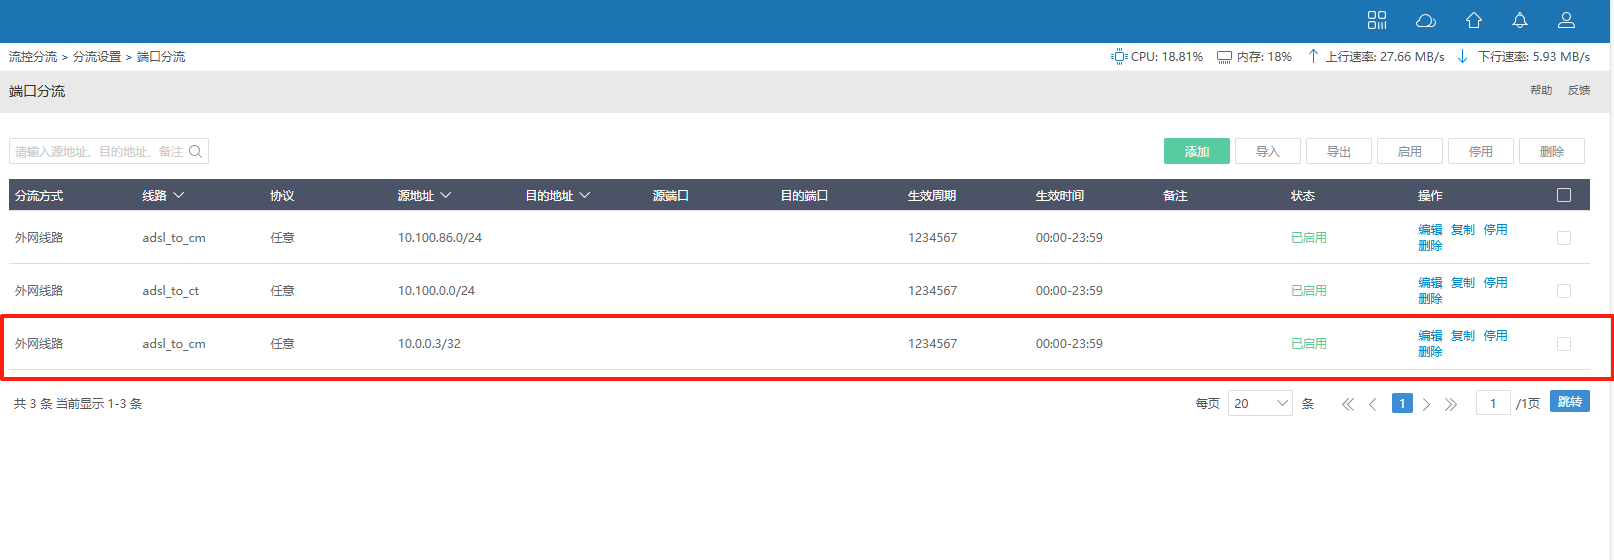 流控分流 > 分流设置 > 端口分流 CPU: 18.81% 内存: 18% 上行速率: 27.66 MB/s 下行速率: 5.93 MB/s
端口分流 帮助 反馈
请输入源地址、目的地址、备注 添加 导入 导出 启用 停用 删除
分流方式 线路 协议 源地址 目的地址 源端口 目的端口 生效周期 生效时间 备注 状态 操作
外网线路 adsl_to_cm 任意 10.100.86.0/24 1234567 00:00-23:59 已启用 编辑 复制 停用
删除
外网线路 adsl_to_ct 任意 10.100.0.0/24 1234567 00:00-23:59 已启用 编辑 复制 停用
删除
外网线路 adsl_to_cm 任意 10.0.0.3/32 1234567 00:00-23:59 已启用 编辑 复制 停用
删除
共 3 条 当前显示 1-3 条 每页 20 条 1 1 /1页 跳转